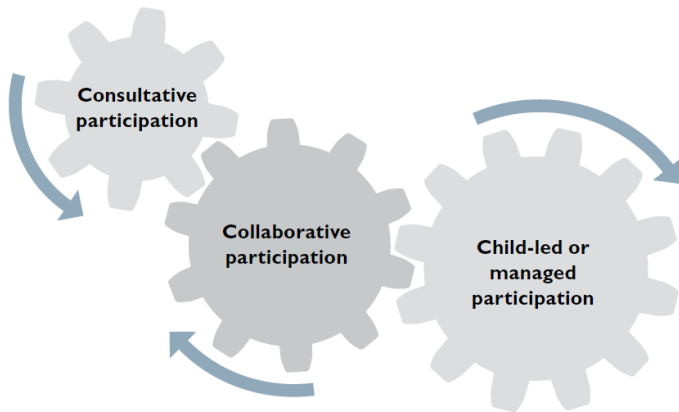 Consultative
participation
Collaborative
participation
Child-led or
managed
participation